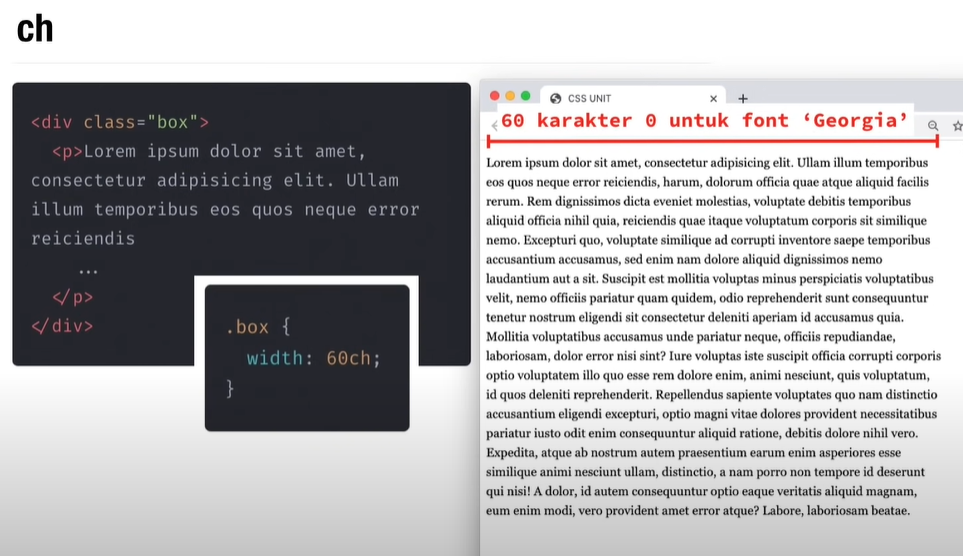 ch
<div class="box">
<p>Lorem ipsum dolor sit amet,
consectetur adipisicing elit. Ullam
illum temporibus eos quos neque error
reiciendis
...
</p>
</div>
.box {
width: 60ch;
}
CSS UNIT
60 karakter 0 untuk font ‘Georgia’
Lorem ipsum dolor sit amet, consectetur adipisicing elit. Ullam illum temporibus
eos quos neque error reiciendis, harum, dolorum officia quae atque aliquid facilis
rerum. Rem dignissimos dicta eveniet molestias, voluptate debitis temporibus
aliquid officia nihil quia, reiciendis quae itaque voluptatum corporis sit similique
nemo. Excepturi quo, voluptate similique ad corrupti inventore saepe temporibus
accusantium accusamus, sed enim nam dolore aliquid dignissimos nemo
laudantium aut a sit. Suscipit est mollitia voluptas minus perspiciatis voluptatibus
velit, nemo officiis pariatur quam quidem, odio reprehenderit sunt consequuntur
tenetur nostrum eligendi sit consectetur deleniti aperiam id accusamus quia.
Mollitia voluptatibus accusamus unde pariatur neque, officiis repudiandae,
laboriosam, dolor error nisi sint? Iure voluptas iste suscipit officia corrupti corporis
optio voluptatem illo quo esse rem dolore enim, animi nesciunt, quis voluptatum,
id quos deleniti reprehenderit. Repellendus sapiente voluptates quo nam distinctio
accusantium eligendi excepturi, optio magni vitae dolores provident necessitatibus
pariatur iusto odit enim consequuntur aliquid ratione, debitis dolore nihil vero.
Expedita, atque ab nostrum autem praesentium earum enim asperiores esse
similique animi nesciunt ullam, distinctio, a nam porro non tempore id deserunt
qui nisi! A dolor, id autem consequuntur optio eaque veritatis aliquid magnam,
eum enim modi, vero provident amet error atque? Labore, laboriosam beatae.